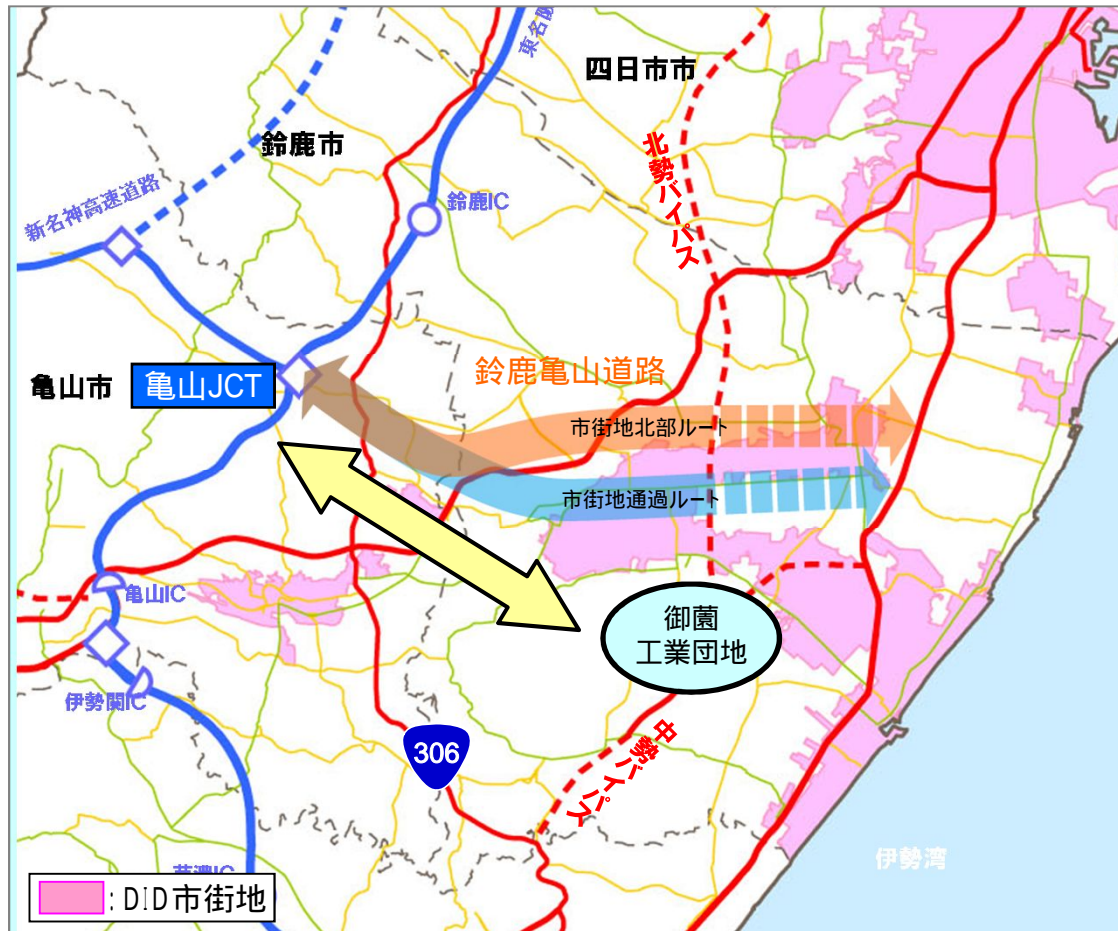 東名阪
四日市市
鈴鹿市
北勢バイパス
新名神高速道路
鈴鹿IC
鈴鹿亀山道路
亀山市
亀山JCT
市街地北部ルート
市街地通過ルート
亀山IC
御薗
工業団地
伊勢関IC
中勢バイパス
306
伊勢湾
芸濃IC
: DID市街地